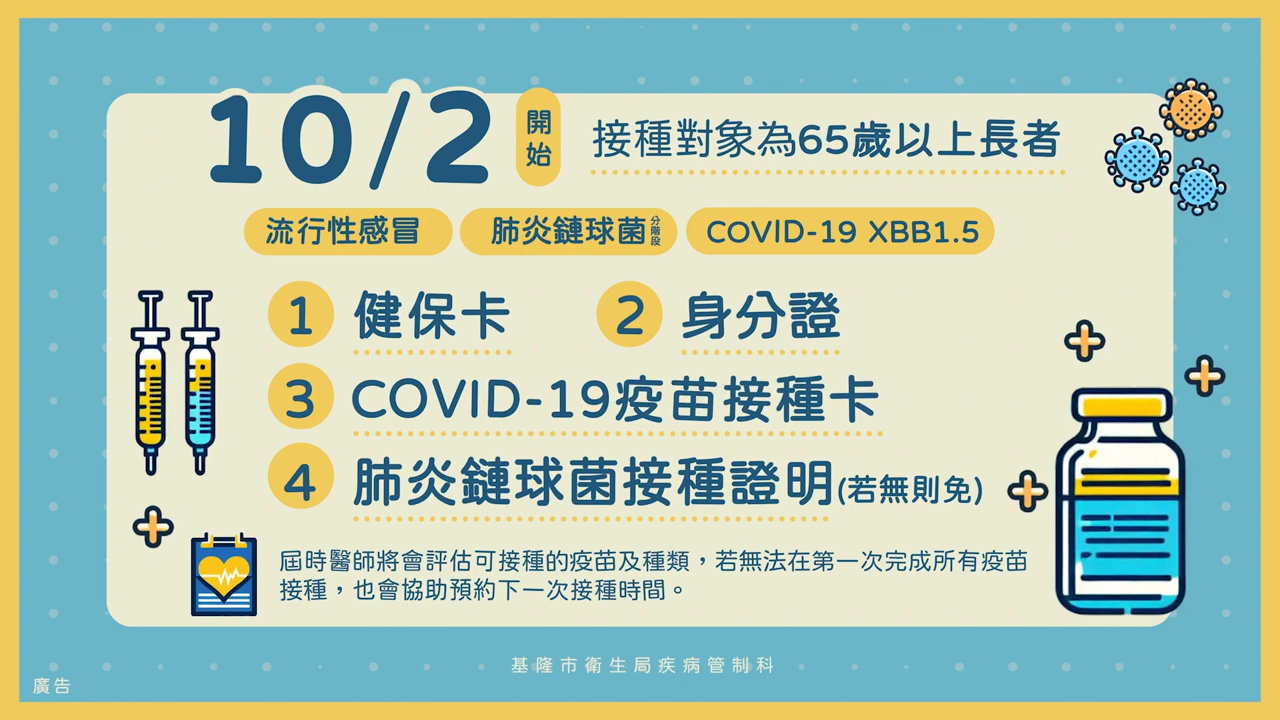 10/2 開始 接種對象為65歲以上長者
流行性感冒 肺炎鏈球菌分階段 COVID-19 XBB1.5
1 健保卡 2 身分證
3 COVID-19疫苗接種卡
4 肺炎鏈球菌接種證明(若無則免)
屆時醫師將會評估可接種的疫苗及種類，若無法在第一次完成所有疫苗
接種，也會協助預約下一次接種時間。
基隆市衛生局疾病管制科
廣告